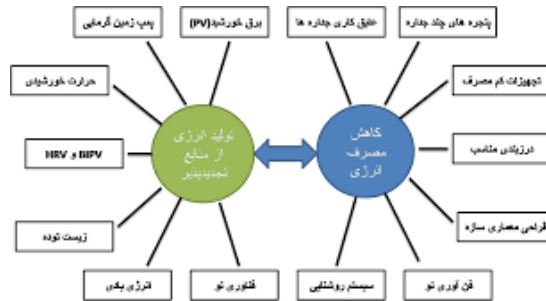 پنجره های چند جداره
عایق کاری جداره ها
برق خورشید(PV)
پمپ زمین گرمایی
تجهیزات کم مصرف
حرارت خورشیدی
کاهش
مصرف
انرژی
تولید انرژی
از منابع
تجدیدپذیر
درزبندی مناسب
BIPV و HRV
طراحی معماری سازه
زیست توده
فن آوری نو
سیستم روشنایی
فناوری نو
انرژی بادی